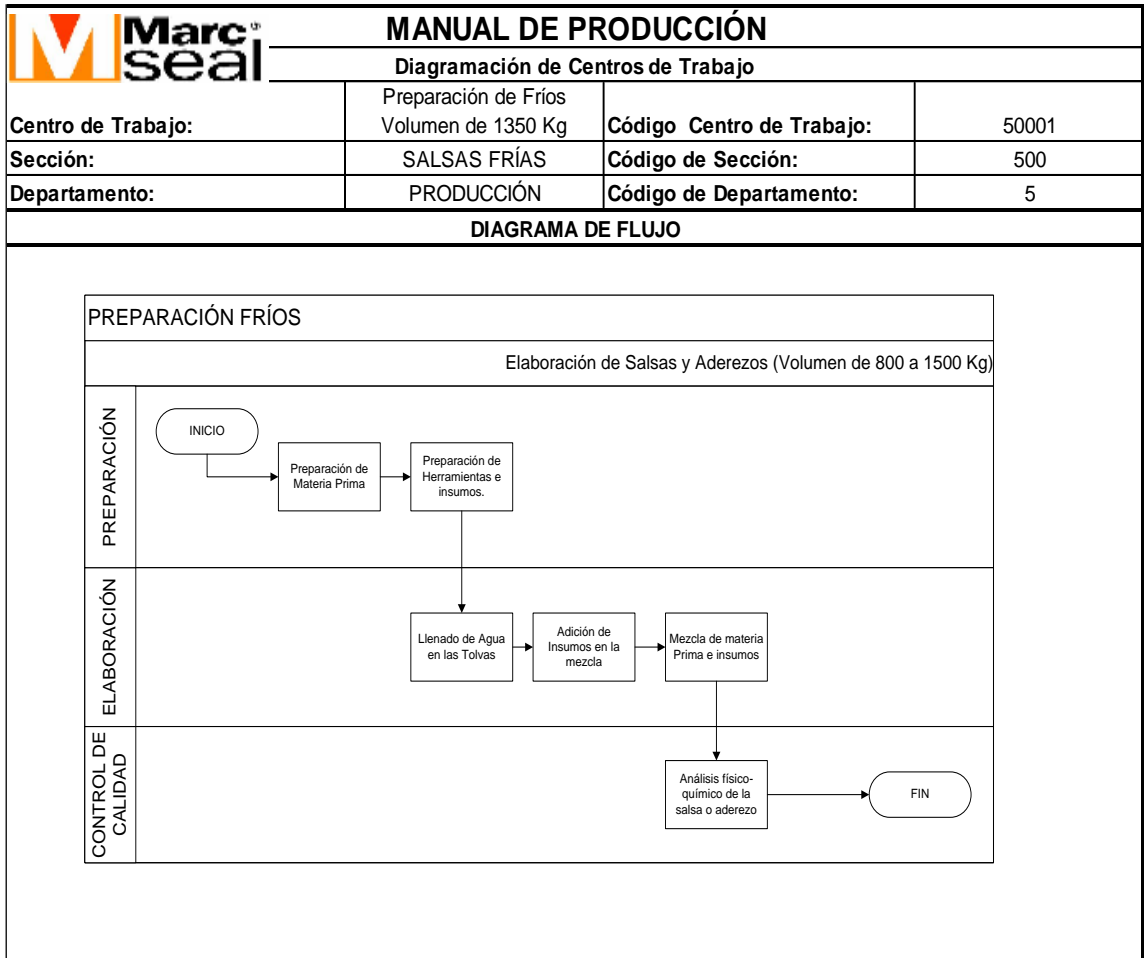 Marc®
seal
MANUAL DE PRODUCCIÓN
Diagramación de Centros de Trabajo
Centro de Trabajo:
Preparación de Fríos
Volumen de 1350 Kg
Código Centro de Trabajo:
50001
Sección:
SALSAS FRÍAS
Código de Sección:
500
Departamento:
PRODUCCIÓN
Código de Departamento:
5
DIAGRAMA DE FLUJO
PREPARACIÓN FRÍOS
Elaboración de Salsas y Aderezos (Volumen de 800 a 1500 Kg)
PREPARACIÓN
INICIO
Preparación de
Materia Prima
Preparación de
Herramientas e
insumos.
ELABORACIÓN
Llenado de Agua
en las Tolvas
Adición de
Insumos en la
mezcla
Mezcla de materia
Prima e insumos
CONTROL DE
CALIDAD
Análisis físico-
químico de la
salsa o aderezo
FIN